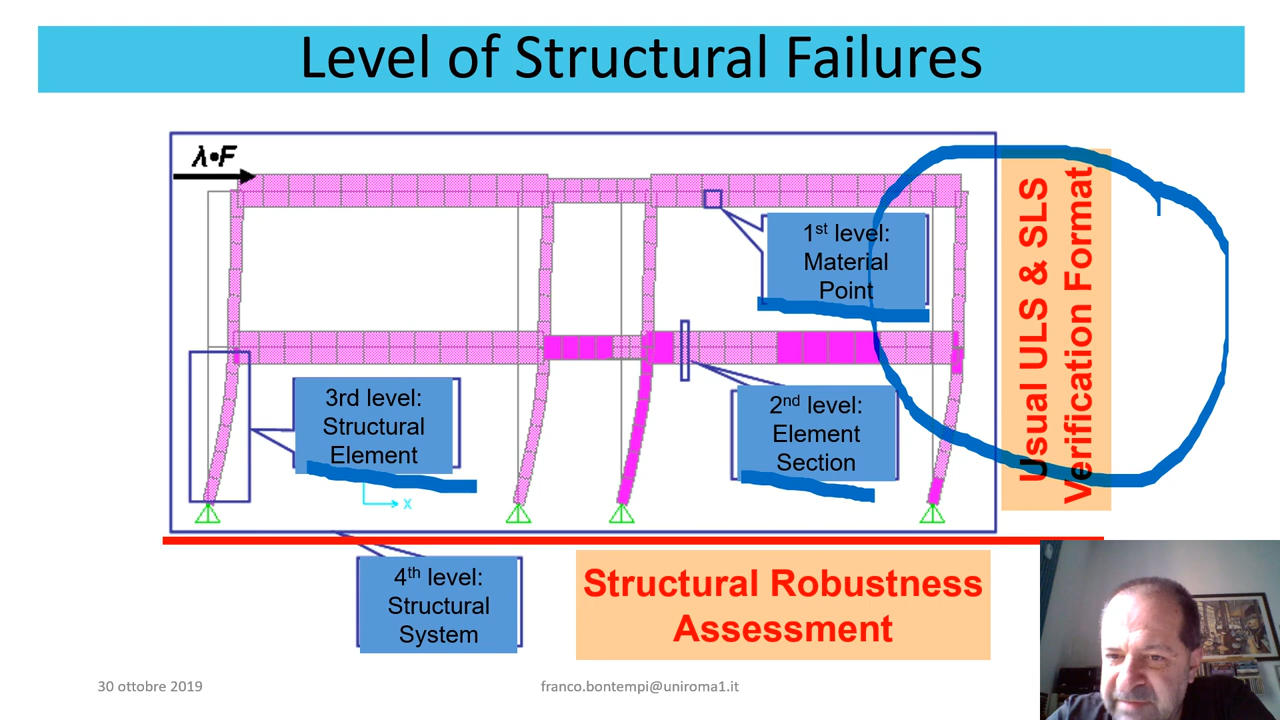 Level of Structural Failures
λ•F
1st level:
Material
Point
Usual ULS & SLS
Verification Format
3rd level:
Structural
Element
2nd level:
Element
Section
x
4th level:
Structural
System
Structural Robustness
Assessment
30 ottobre 2019
franco.bontempi@uniroma1.it